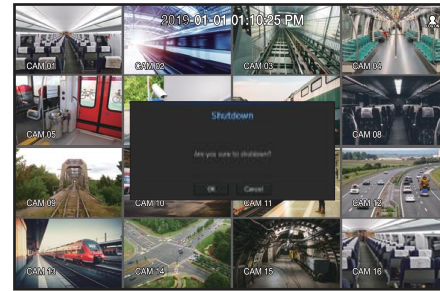 2019-01-01 01:10:25 PM
CAM 01
CAM 02
CAM 03
CAM 04
CAM 05
CAM 08
Shutdown
Are you sure to shutdown?
OK
Cancel
CAM 09
CAM 10
CAM 11
CAM 12
CAM 13
CAM 14
CAM 15
CAM 16